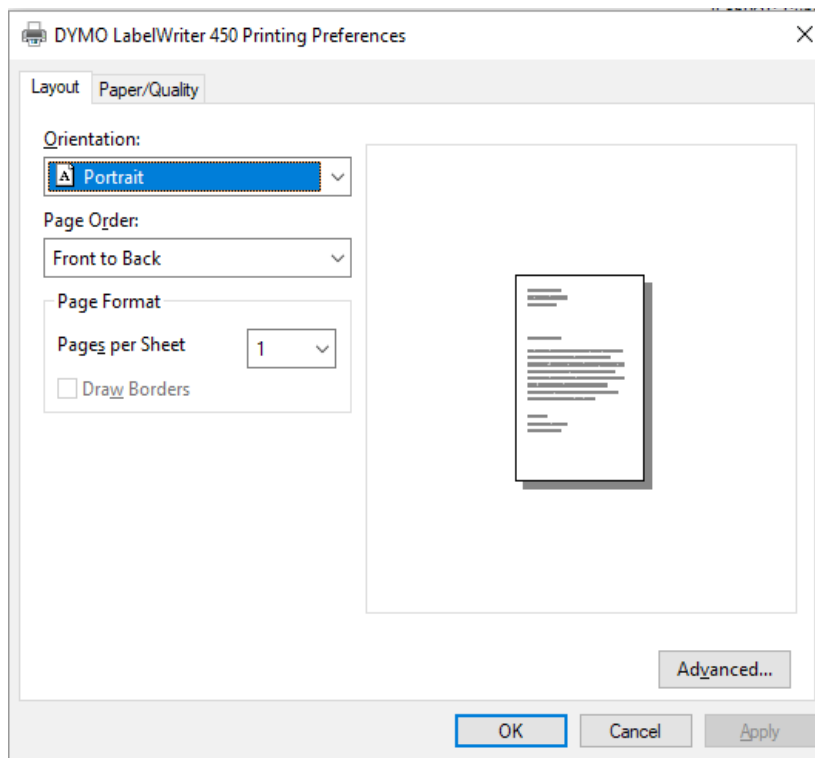 DYMO LabelWriter 450 Printing Preferences
Layout Paper/Quality
Orientation:
Portrait
Page Order:
Front to Back
Page Format
Pages per Sheet 1
Draw Borders
Advanced...
OK Cancel Apply